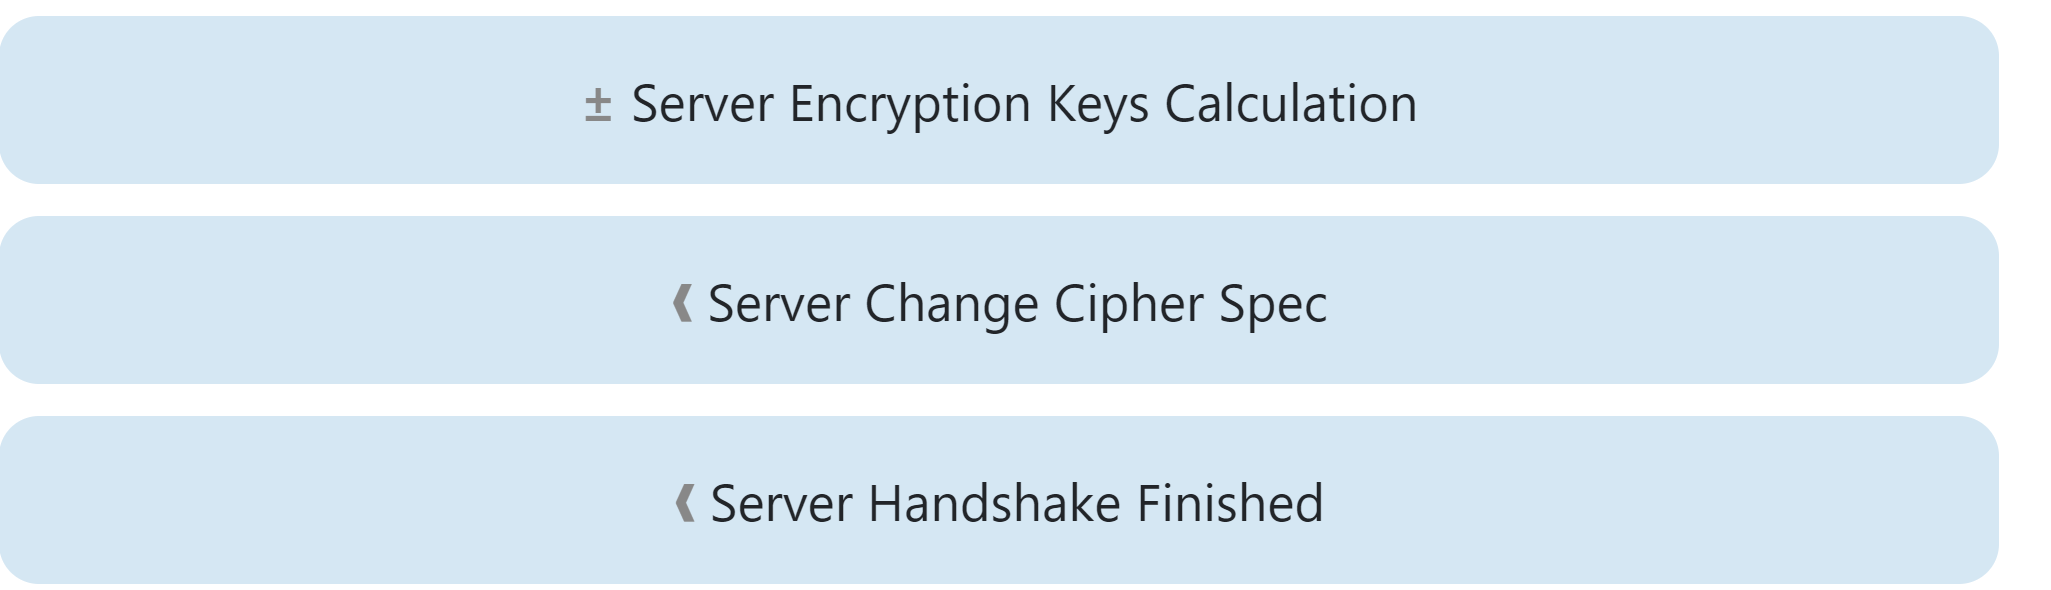 ± Server Encryption Keys Calculation
❰ Server Change Cipher Spec
❰ Server Handshake Finished